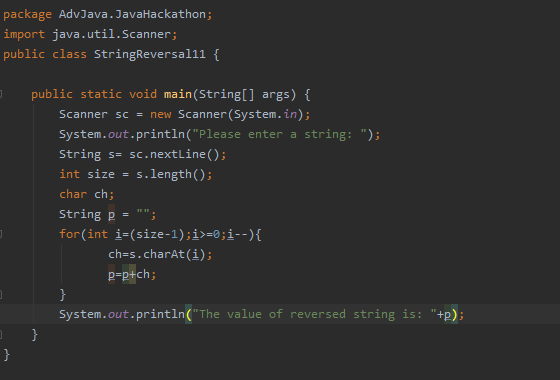 package AdvJava.JavaHackathon;
import java.util.Scanner;
public class StringReversal11 {
public static void main(String[] args) {
Scanner sc = new Scanner(System.in);
System.out.println("Please enter a string: ");
String s= sc.nextLine();
int size = s.length();
char ch;
String p = "";
for(int i=(size-1);i>=0;i--){
ch=s.charAt(i);
p=p+ch;
}
System.out.println("The value of reversed string is: "+p);
}
}